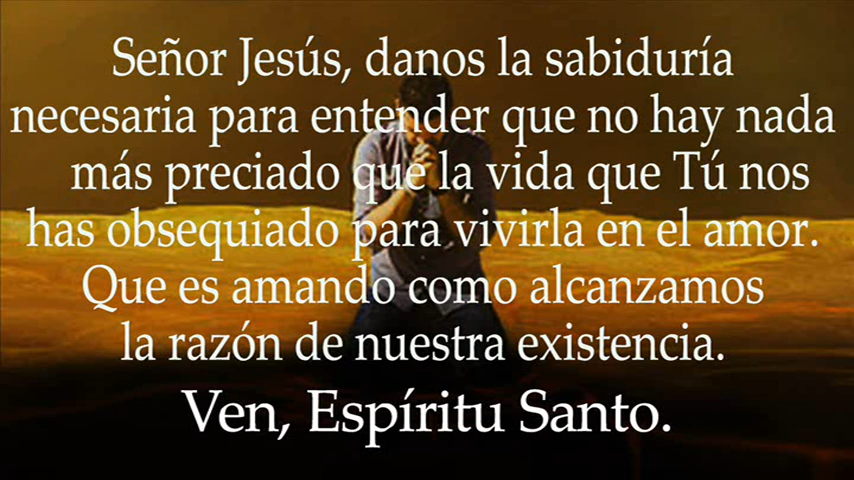 Señor Jesús, danos la sabiduría
necesaria para entender que no hay nada
más preciado que la vida que Tú nos
has obsequiado para vivirla en el amor.
Que es amando como alcanzamos
la razón de nuestra existencia.
Ven, Espíritu Santo.